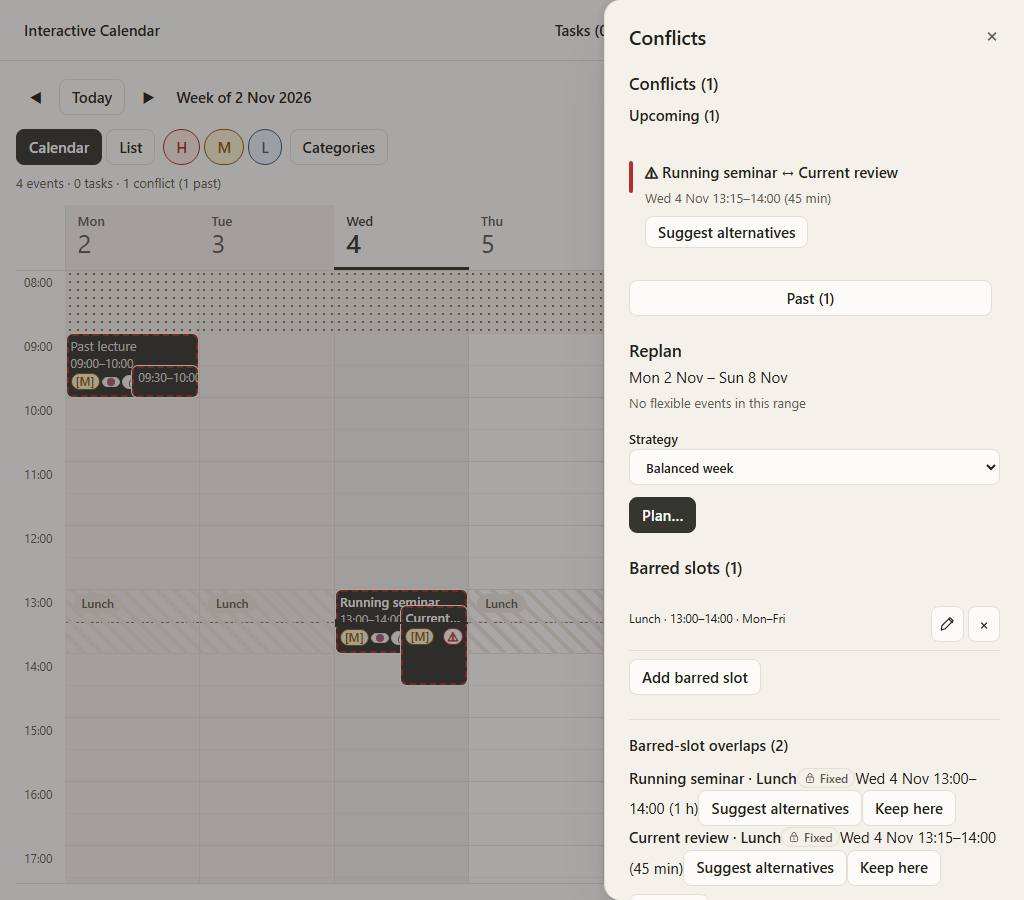 Interactive Calendar
Tasks (0
Today
Week of 2 Nov 2026
Calendar
List
H
M
L
Categories
4 events · 0 tasks · 1 conflict (1 past)
Mon
2
Tue
3
Wed
4
Thu
5
08:00
09:00
10:00
11:00
12:00
13:00
14:00
15:00
16:00
17:00
Past lecture
09:00–10:00
[M]
09:30–10:00
Lunch
Lunch
Running seminar
13:00–14:00
[M]
Current…
[M]
Lunch
Conflicts
×
Conflicts (1)
Upcoming (1)
⚠ Running seminar ↔ Current review
Wed 4 Nov 13:15–14:00 (45 min)
Suggest alternatives
Past (1)
Replan
Mon 2 Nov – Sun 8 Nov
No flexible events in this range
Strategy
Balanced week
Plan…
Barred slots (1)
Lunch · 13:00–14:00 · Mon–Fri
×
Add barred slot
Barred-slot overlaps (2)
Running seminar · Lunch Fixed Wed 4 Nov 13:00–
14:00 (1 h) Suggest alternatives Keep here
Current review · Lunch Fixed Wed 4 Nov 13:15–14:00
(45 min) Suggest alternatives Keep here